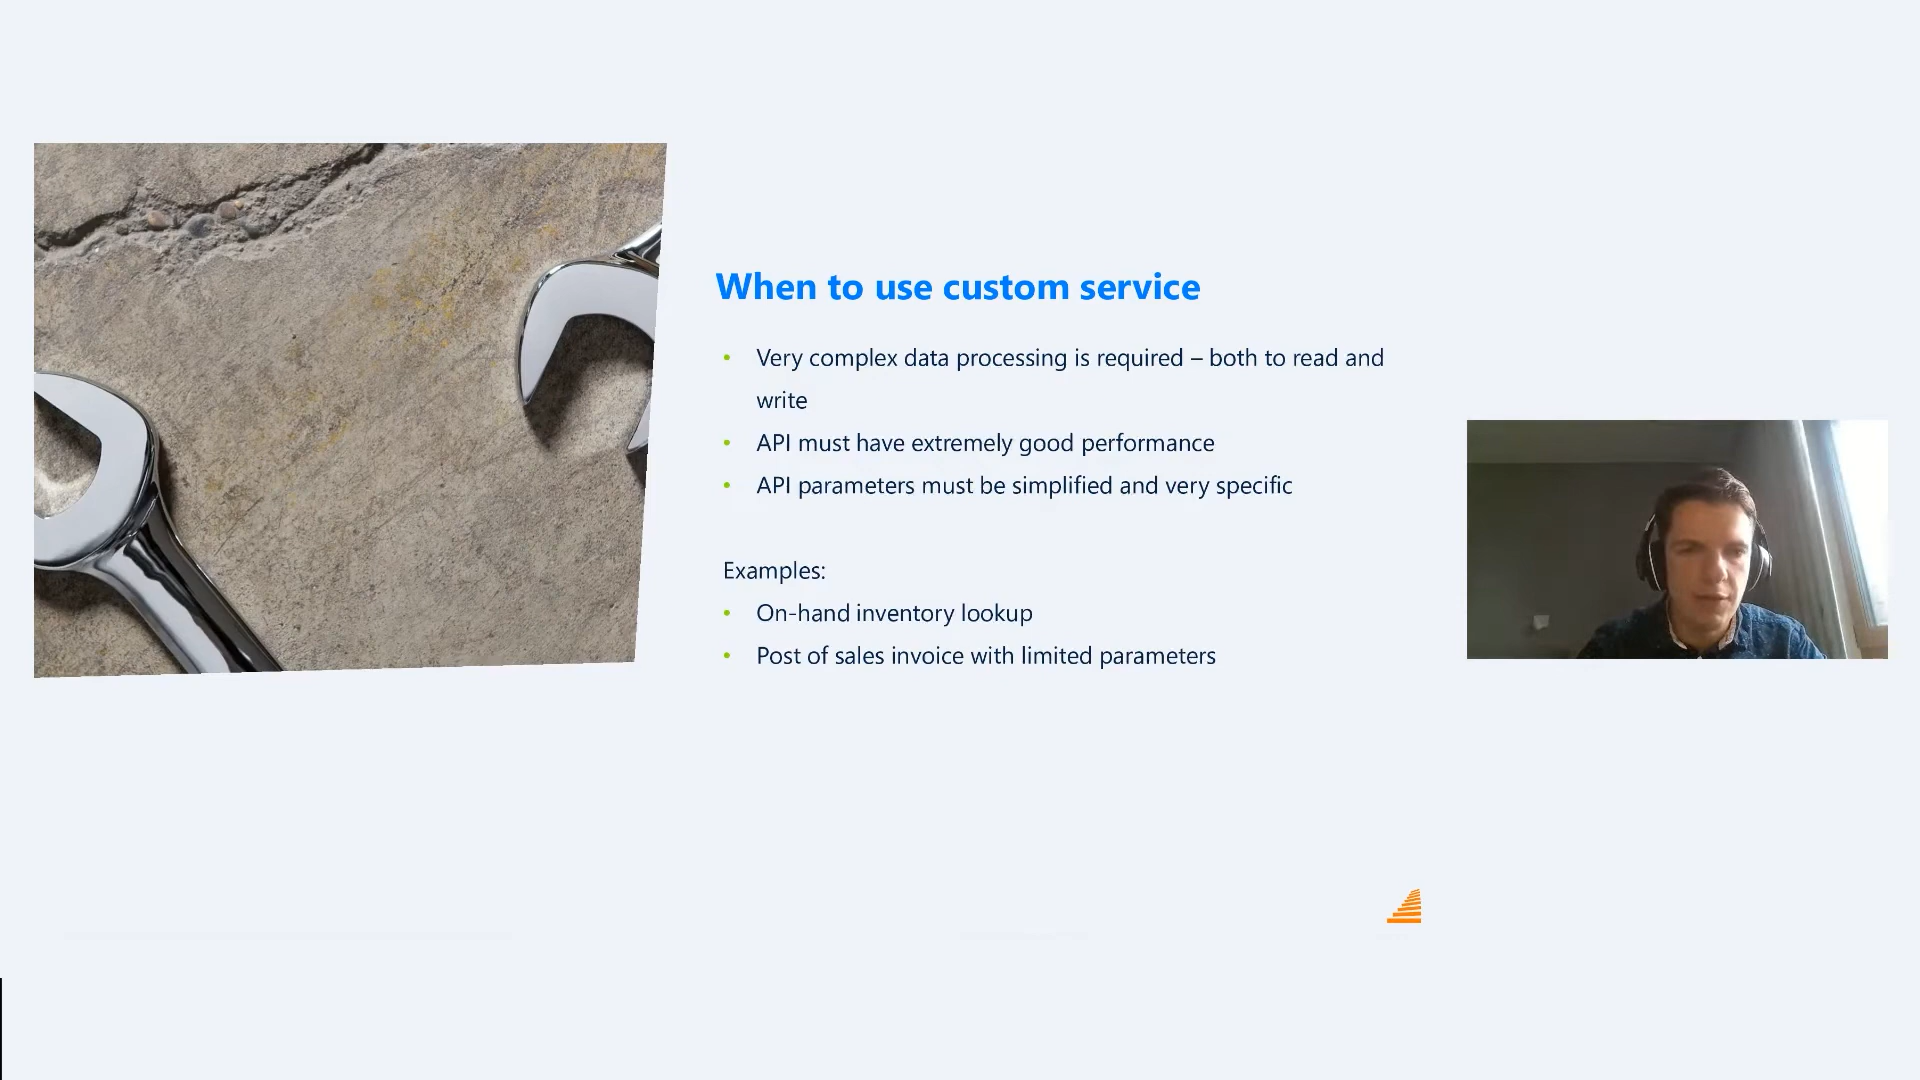 When to use custom service
• Very complex data processing is required – both to read and
write
• API must have extremely good performance
• API parameters must be simplified and very specific
Examples:
• On-hand inventory lookup
• Post of sales invoice with limited parameters